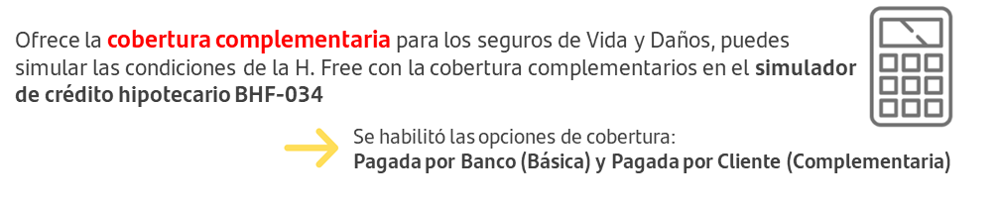 Ofrece la cobertura complementaria para los seguros de Vida y Daños, puedes
simular las condiciones de la H. Free con la cobertura complementarios en el simulador
de crédito hipotecario BHF-034
Se habilitó las opciones de cobertura:
Pagada por Banco (Básica) y Pagada por Cliente (Complementaria)